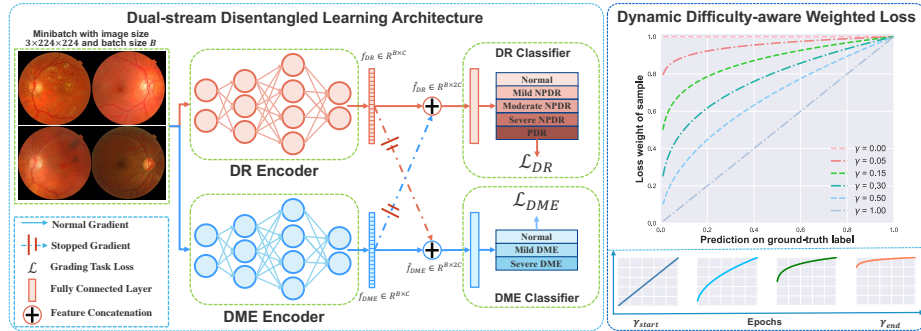 Dual-stream Disentangled Learning Architecture
Minibatch with image size
3×224×224 and batch size B
DR Encoder
f_DR ∈ R^{B×C}
f̂_DR ∈ R^{B×2C}
DR Classifier
Normal
Mild NPDR
Moderate NPDR
Severe NPDR
PDR
ℒ_DR
Normal Gradient
Stopped Gradient
ℒ Grading Task Loss
Fully Connected Layer
Feature Concatenation
DME Encoder
f_DME ∈ R^{B×C}
f̂_DME ∈ R^{B×2C}
ℒ_DME
Normal
Mild DME
Severe DME
DME Classifier
Dynamic Difficulty-aware Weighted Loss
Loss weight of sample
1.0
0.8
0.6
0.4
0.2
0.0
γ = 0.00
γ = 0.05
γ = 0.15
γ = 0.30
γ = 0.50
γ = 1.00
0.0 0.2 0.4 0.6 0.8 1.0
Prediction on ground-truth label
γ_start Epochs γ_end